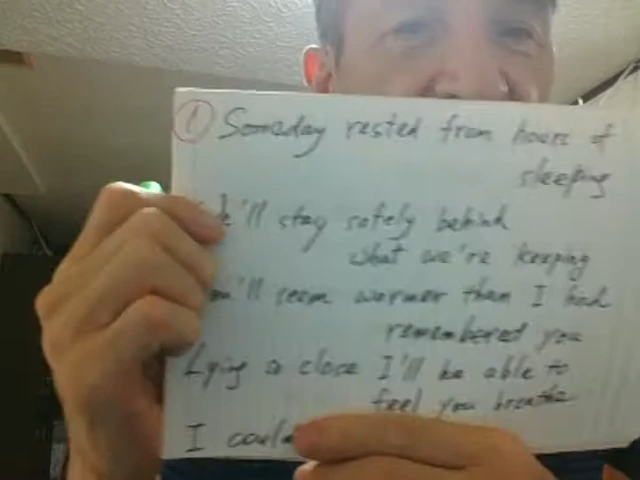 ① Someday rested from hours of
sleeping
'll stay safely behind
what we're keeping
'll seem warmer than I had
remembered you
Lying so close I'll be able to
feel you breathe
I could